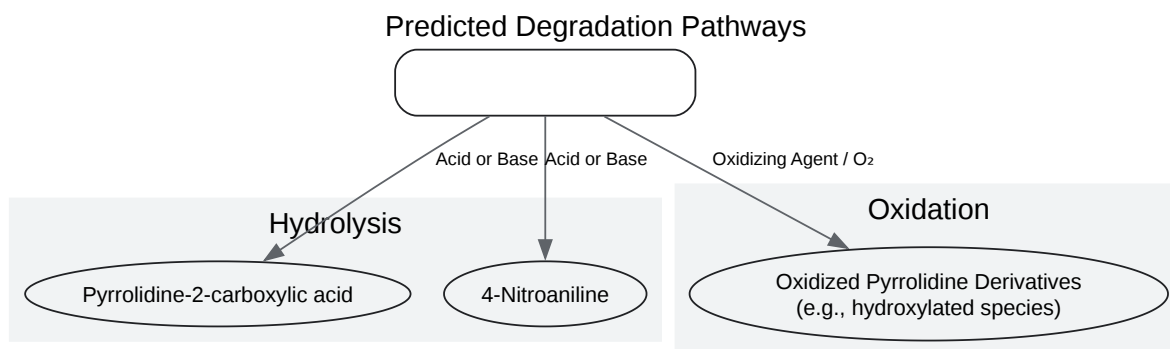 Predicted Degradation Pathways
Acid or Base Acid or Base
Oxidizing Agent / O₂
Hydrolysis
Oxidation
Pyrrolidine-2-carboxylic acid
4-Nitroaniline
Oxidized Pyrrolidine Derivatives
(e.g., hydroxylated species)